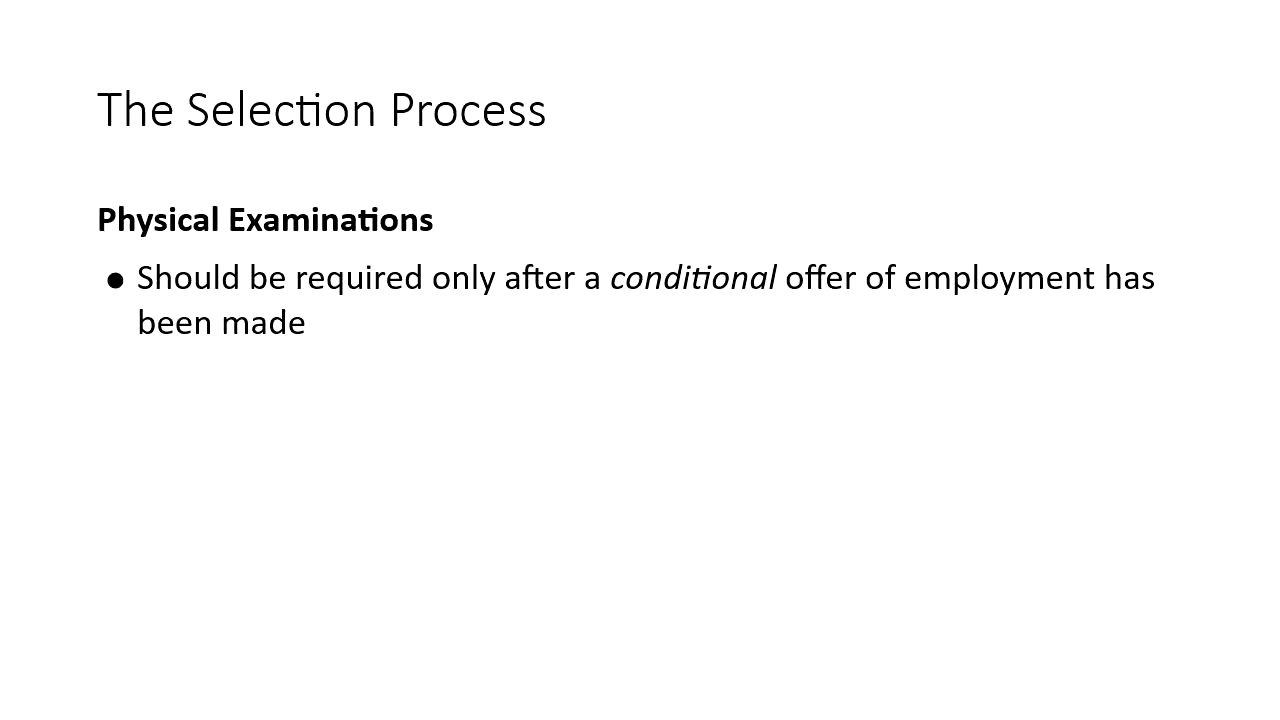 The Selection Process
Physical Examinations
● Should be required only after a conditional offer of employment has
been made